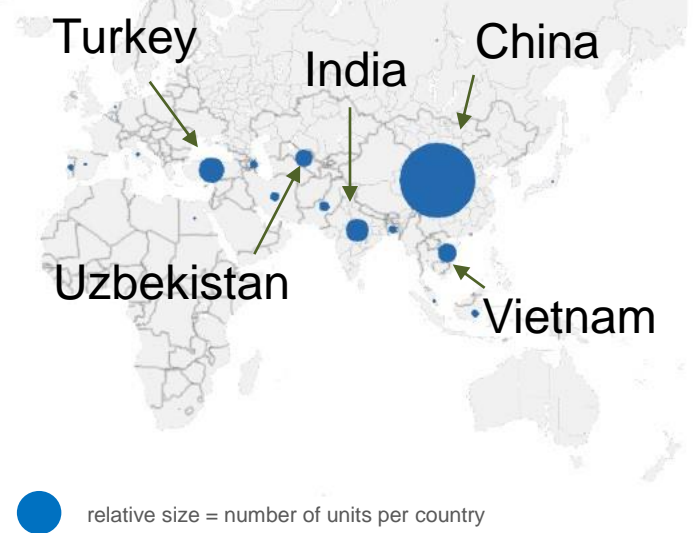 Turkey
India
China
Uzbekistan
Vietnam
relative size = number of units per country